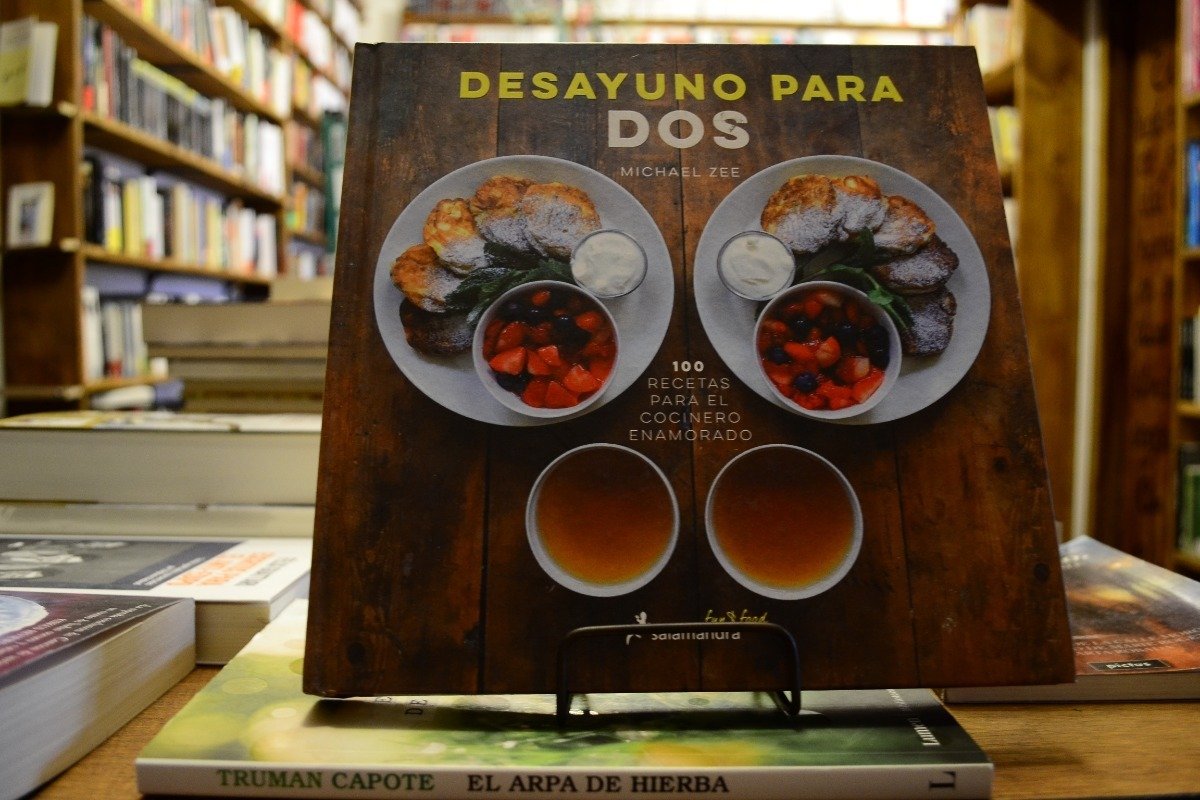 DESAYUNO PARA
DOS
MICHAEL ZEE
100
RECETAS
PARA EL
COCINERO
ENAMORADO
fun & food
salamandra
pictus
TRUMAN CAPOTE EL ARPA DE HIERBA L